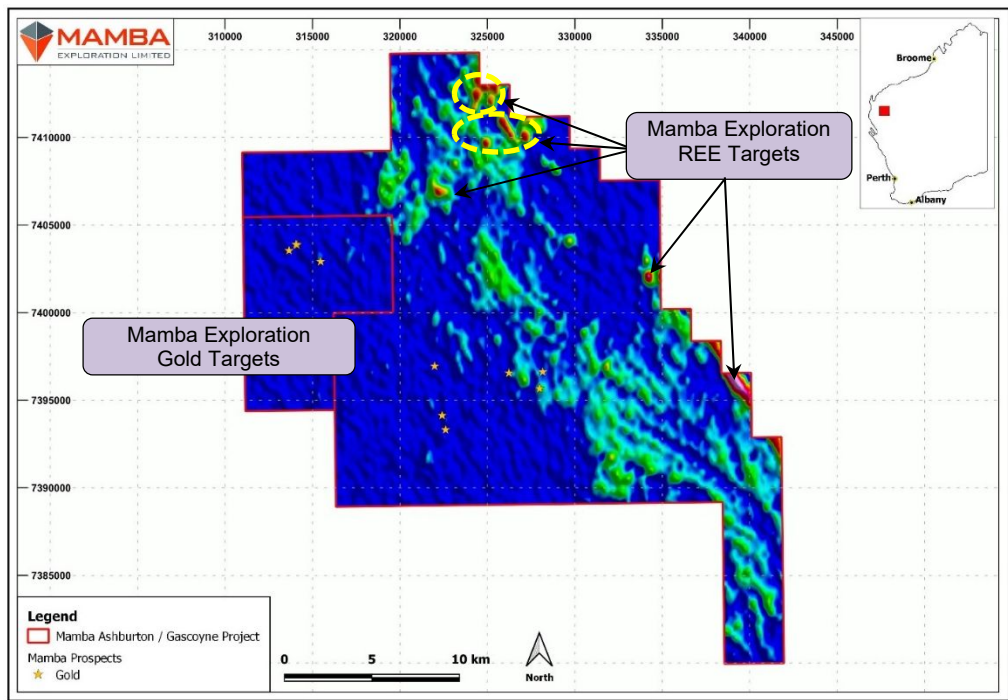 MAMBA
EXPLORATION LIMITED
310000
315000
320000
325000
330000
335000
340000
345000
Broome
Perth
Albany
7410000
7405000
7400000
7395000
7390000
7385000
Mamba Exploration
REE Targets
Mamba Exploration
Gold Targets
Legend
Mamba Ashburton / Gascoyne Project
Mamba Prospects
Gold
0 5 10 km
North